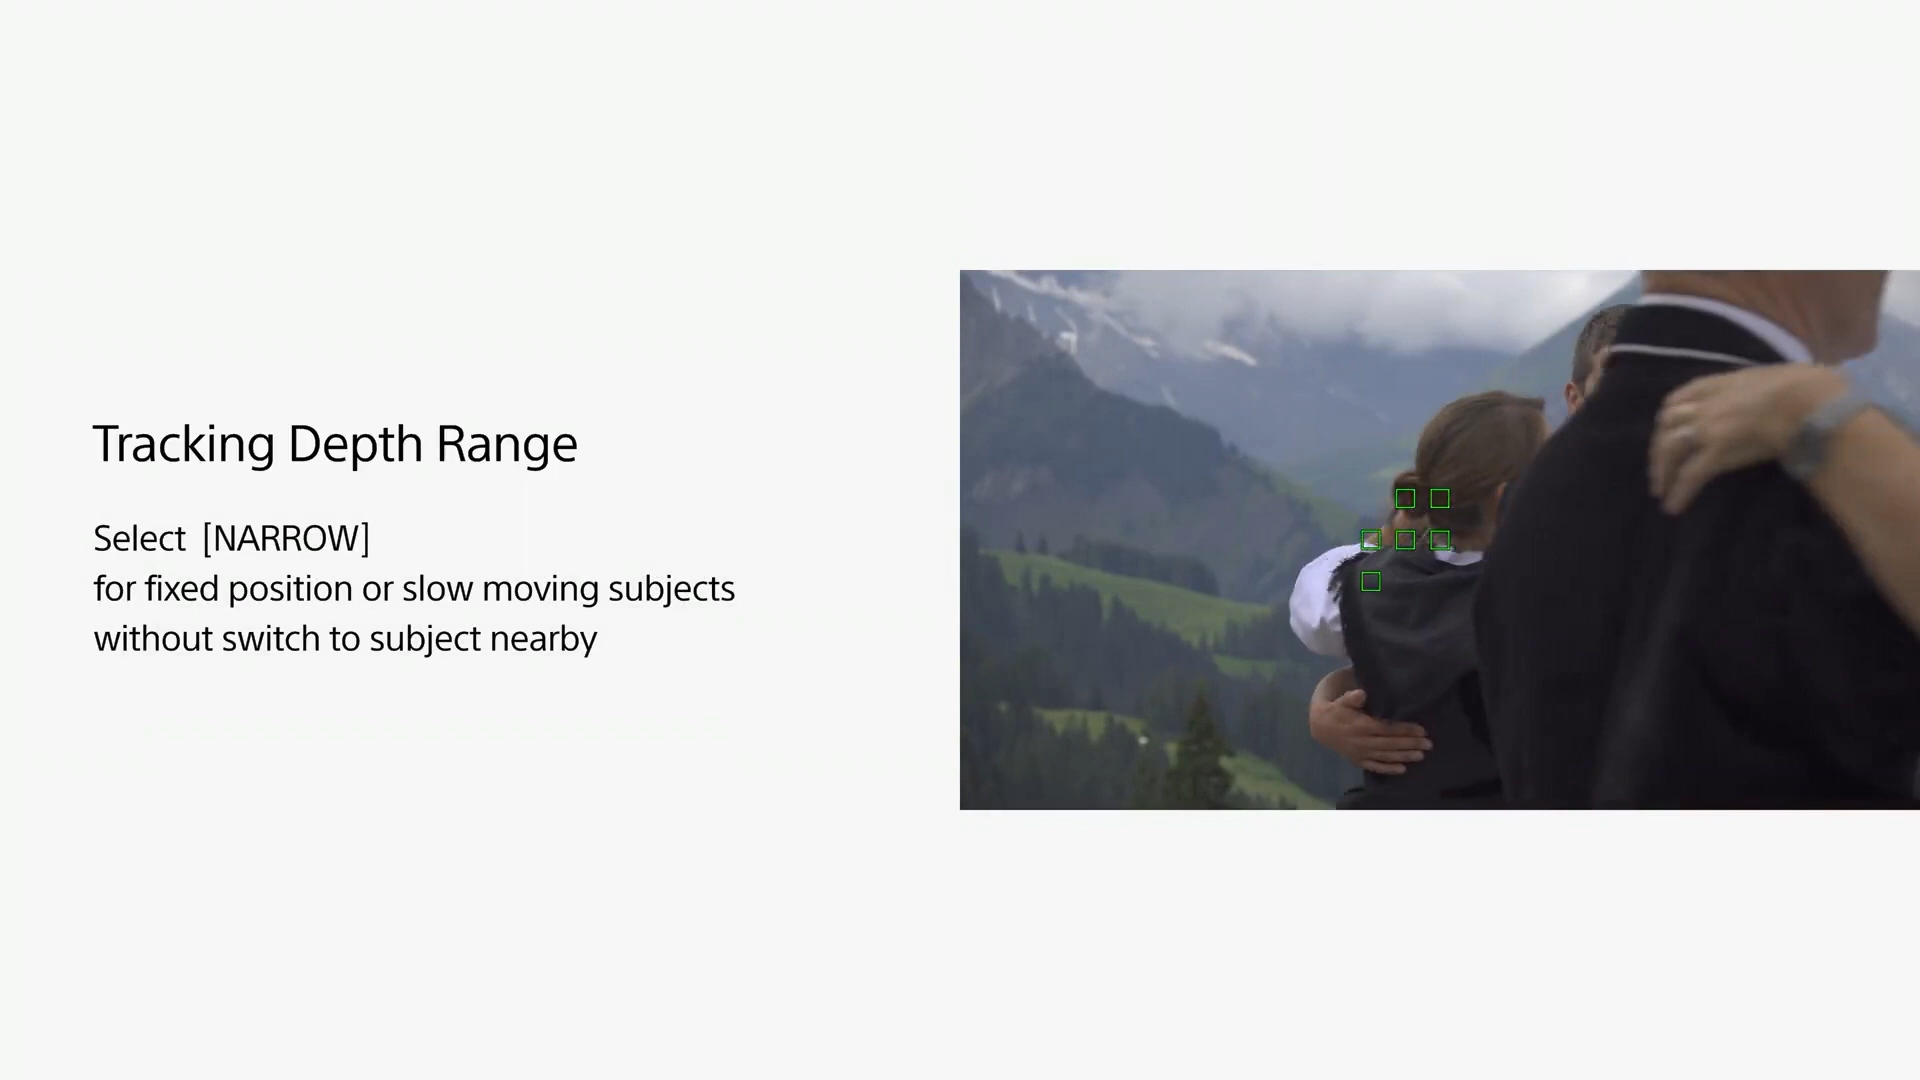 Tracking Depth Range
Select [NARROW]
for fixed position or slow moving subjects
without switch to subject nearby